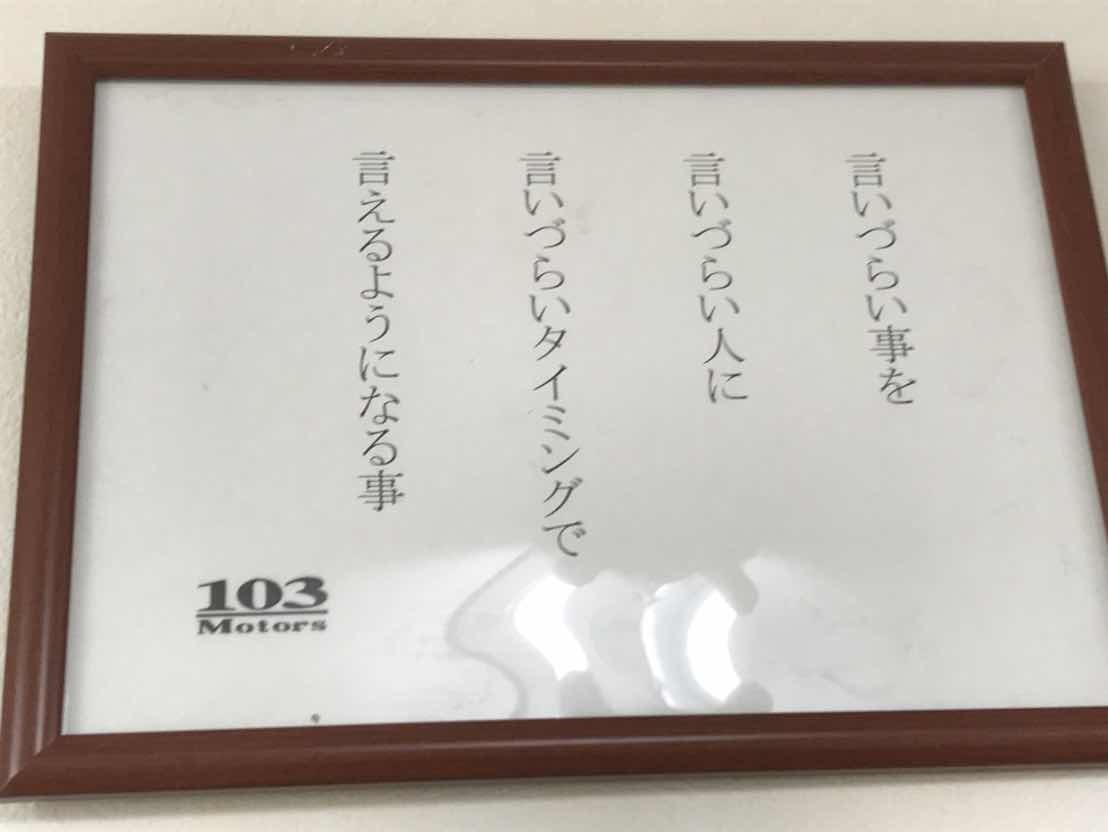 言いづらい事を
言いづらい人に
言いづらいタイミングで
言えるようになる事
103
Motors